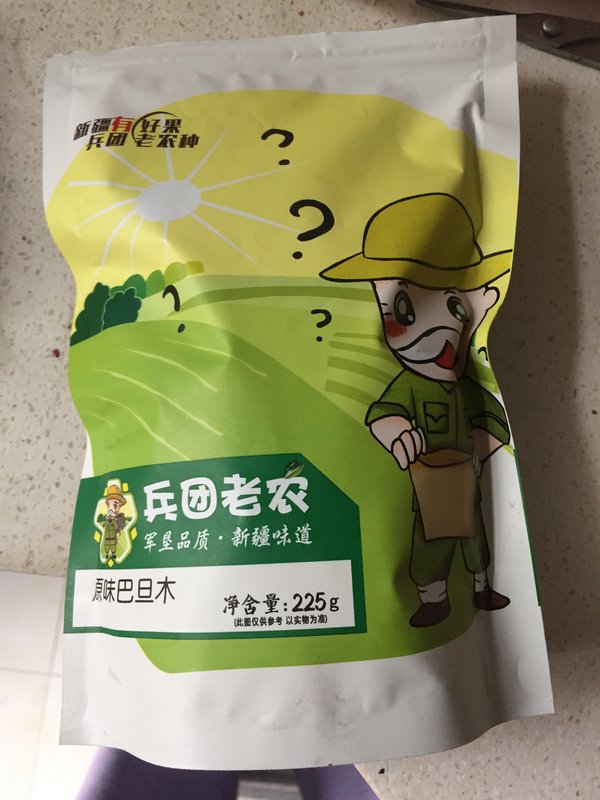 新疆有好果
兵团老农种
?
?
?
?
?
兵团老农
军垦品质·新疆味道
原味巴旦木
净含量:225g
(此图仅供参考 以实物为准)